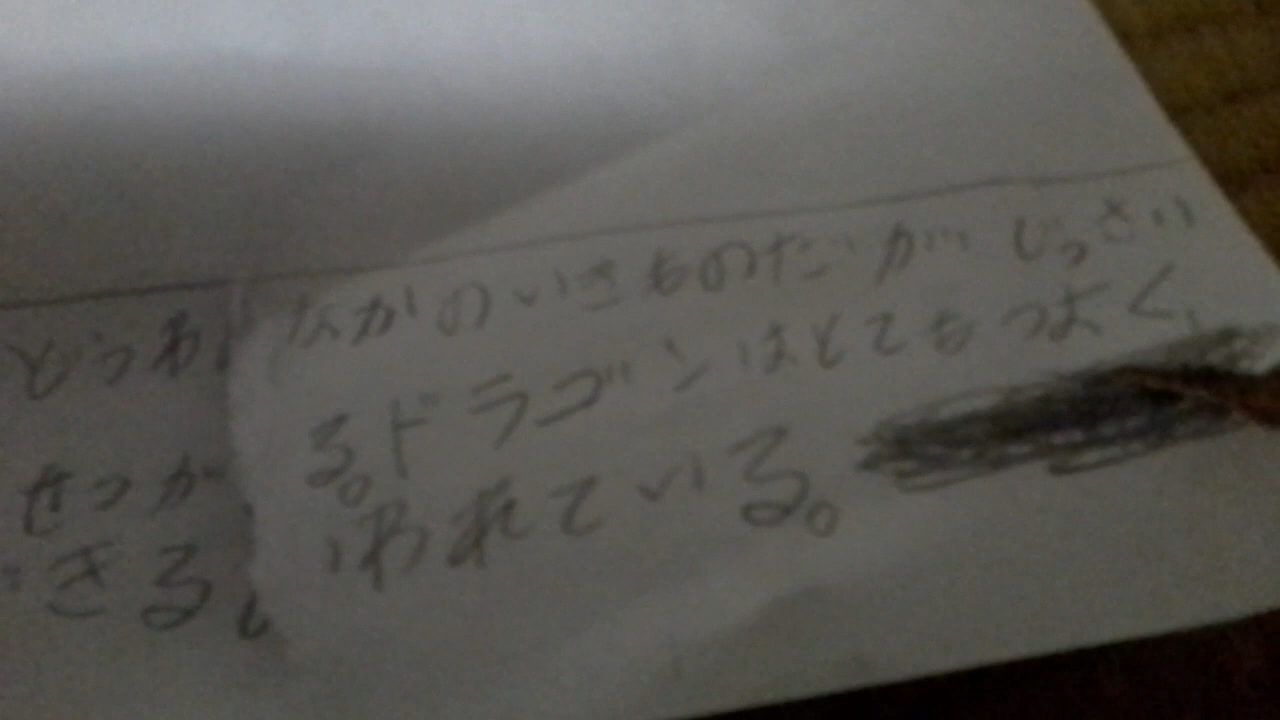 どうわ なかのいきものだが じっさい
る。ドラゴンはとてもつよく、
せつが われている。
きる。